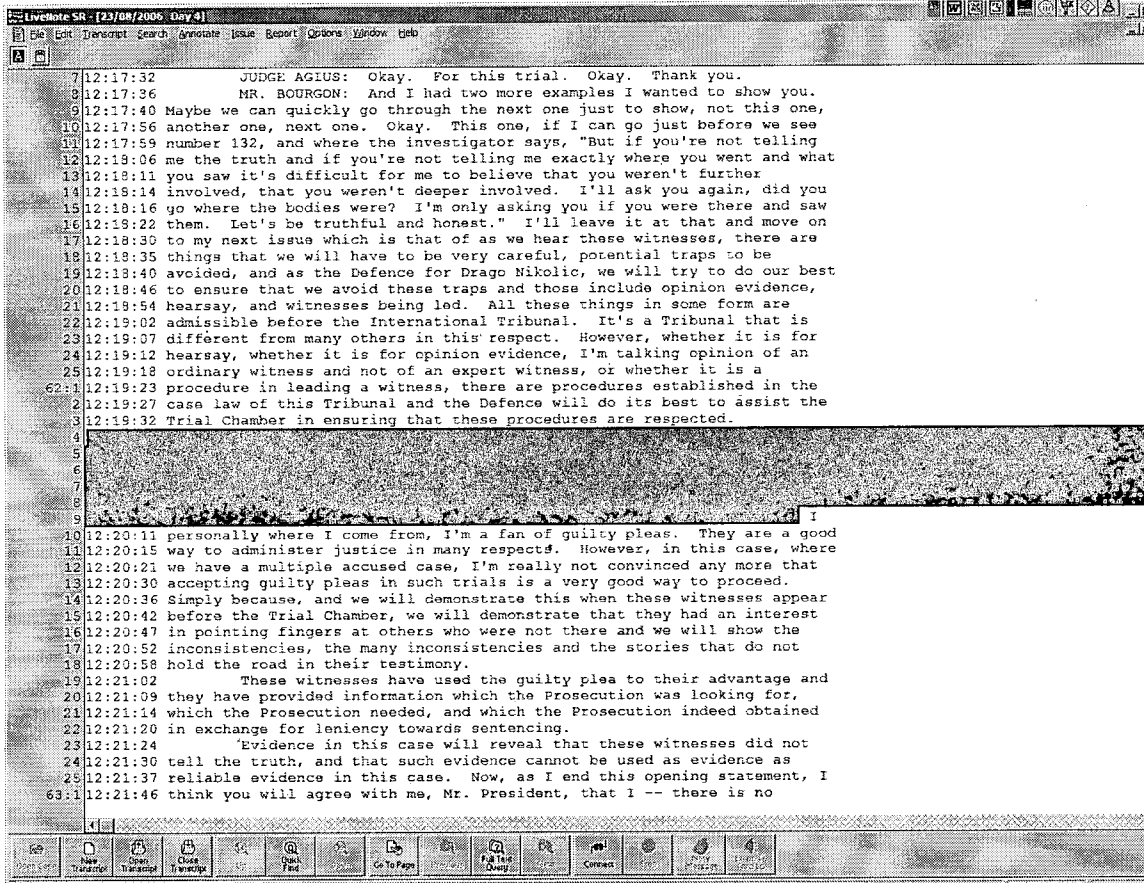 LiveNote SR - [23/08/2006 Day 4]
File Edit Transcript Search Annotate Issue Report Options Window Help
7 12:17:32 JUDGE AGIUS: Okay. For this trial. Okay. Thank you.
8 12:17:36 MR. BOURGON: And I had two more examples I wanted to show you.
9 12:17:40 Maybe we can quickly go through the next one just to show, not this one,
10 12:17:56 another one, next one. Okay. This one, if I can go just before we see
11 12:17:59 number 132, and where the investigator says, "But if you're not telling
12 12:18:06 me the truth and if you're not telling me exactly where you went and what
13 12:18:11 you saw it's difficult for me to believe that you weren't further
14 12:18:14 involved, that you weren't deeper involved. I'll ask you again, did you
15 12:18:16 go where the bodies were? I'm only asking you if you were there and saw
16 12:18:22 them. Let's be truthful and honest." I'll leave it at that and move on
17 12:18:30 to my next issue which is that of as we hear these witnesses, there are
18 12:18:35 things that we will have to be very careful, potential traps to be
19 12:18:40 avoided, and as the Defence for Drago Nikolic, we will try to do our best
20 12:18:46 to ensure that we avoid these traps and those include opinion evidence,
21 12:18:54 hearsay, and witnesses being led. All these things in some form are
22 12:19:02 admissible before the International Tribunal. It's a Tribunal that is
23 12:19:07 different from many others in this respect. However, whether it is for
24 12:19:12 hearsay, whether it is for opinion evidence, I'm talking opinion of an
25 12:19:18 ordinary witness and not of an expert witness, or whether it is a
62:1 12:19:23 procedure in leading a witness, there are procedures established in the
2 12:19:27 case law of this Tribunal and the Defence will do its best to assist the
3 12:19:32 Trial Chamber in ensuring that these procedures are respected.
4
5
6
7
8
9 I
10 12:20:11 personally where I come from, I'm a fan of guilty pleas. They are a good
11 12:20:15 way to administer justice in many respects. However, in this case, where
12 12:20:21 we have a multiple accused case, I'm really not convinced any more that
13 12:20:30 accepting guilty pleas in such trials is a very good way to proceed.
14 12:20:36 Simply because, and we will demonstrate this when these witnesses appear
15 12:20:42 before the Trial Chamber, we will demonstrate that they had an interest
16 12:20:47 in pointing fingers at others who were not there and we will show the
17 12:20:52 inconsistencies, the many inconsistencies and the stories that do not
18 12:20:58 hold the road in their testimony.
19 12:21:02 These witnesses have used the guilty plea to their advantage and
20 12:21:09 they have provided information which the Prosecution was looking for,
21 12:21:14 which the Prosecution needed, and which the Prosecution indeed obtained
22 12:21:20 in exchange for leniency towards sentencing.
23 12:21:24 Evidence in this case will reveal that these witnesses did not
24 12:21:30 tell the truth, and that such evidence cannot be used as evidence as
25 12:21:37 reliable evidence in this case. Now, as I end this opening statement, I
63:1 12:21:46 think you will agree with me, Mr. President, that I -- there is no
New Transcript Open Transcript Close Transcript Quick Find Go To Page Full Text Query Connect